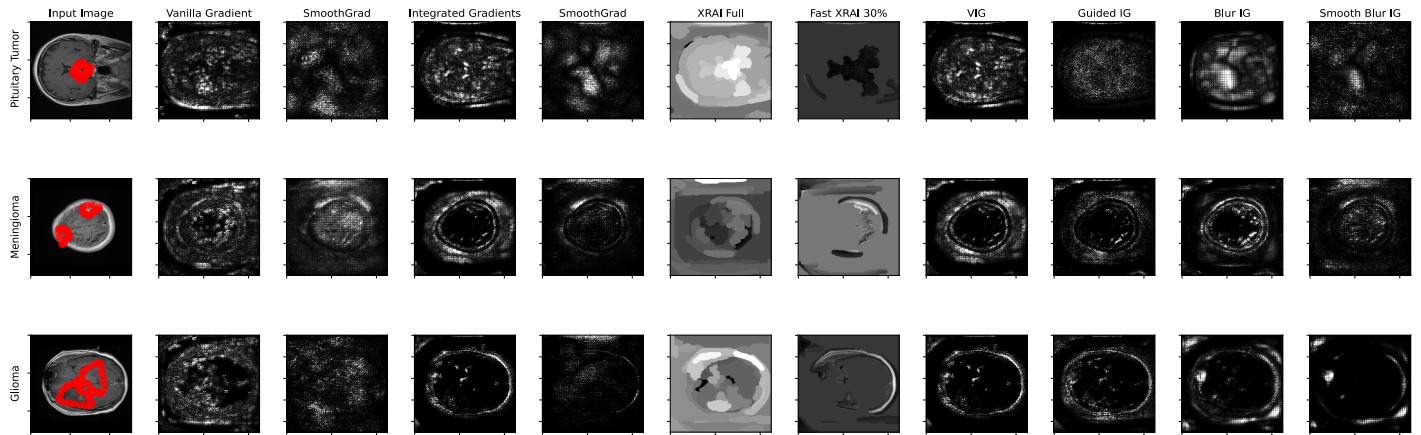 Input Image
Vanilla Gradient
SmoothGrad
Integrated Gradients
SmoothGrad
XRAI Full
Fast XRAI 30%
VIG
Guided IG
Blur IG
Smooth Blur IG
Pituitary Tumor
Meningioma
Glioma